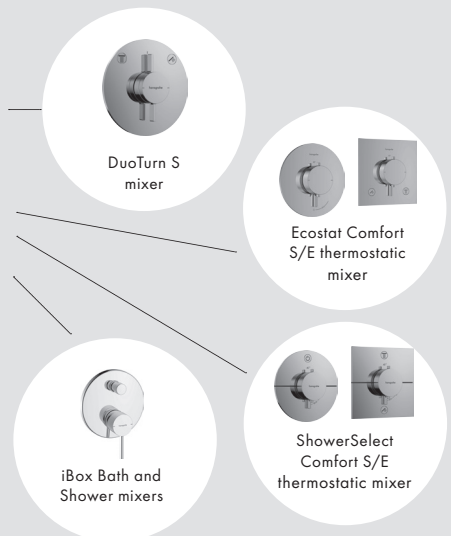 DuoTurn S
mixer
Ecostat Comfort
S/E thermostatic
mixer
iBox Bath and
Shower mixers
ShowerSelect
Comfort S/E
thermostatic mixer